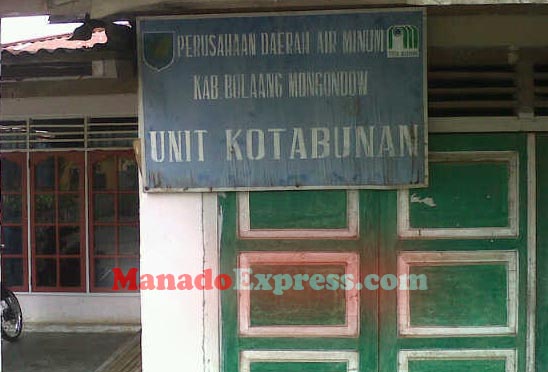 PERUSAHAAN DAERAH AIR MINUM
KAB BOLAANG MONGONDOW
UNIT KOTABUNAN
ManadoExpress.com